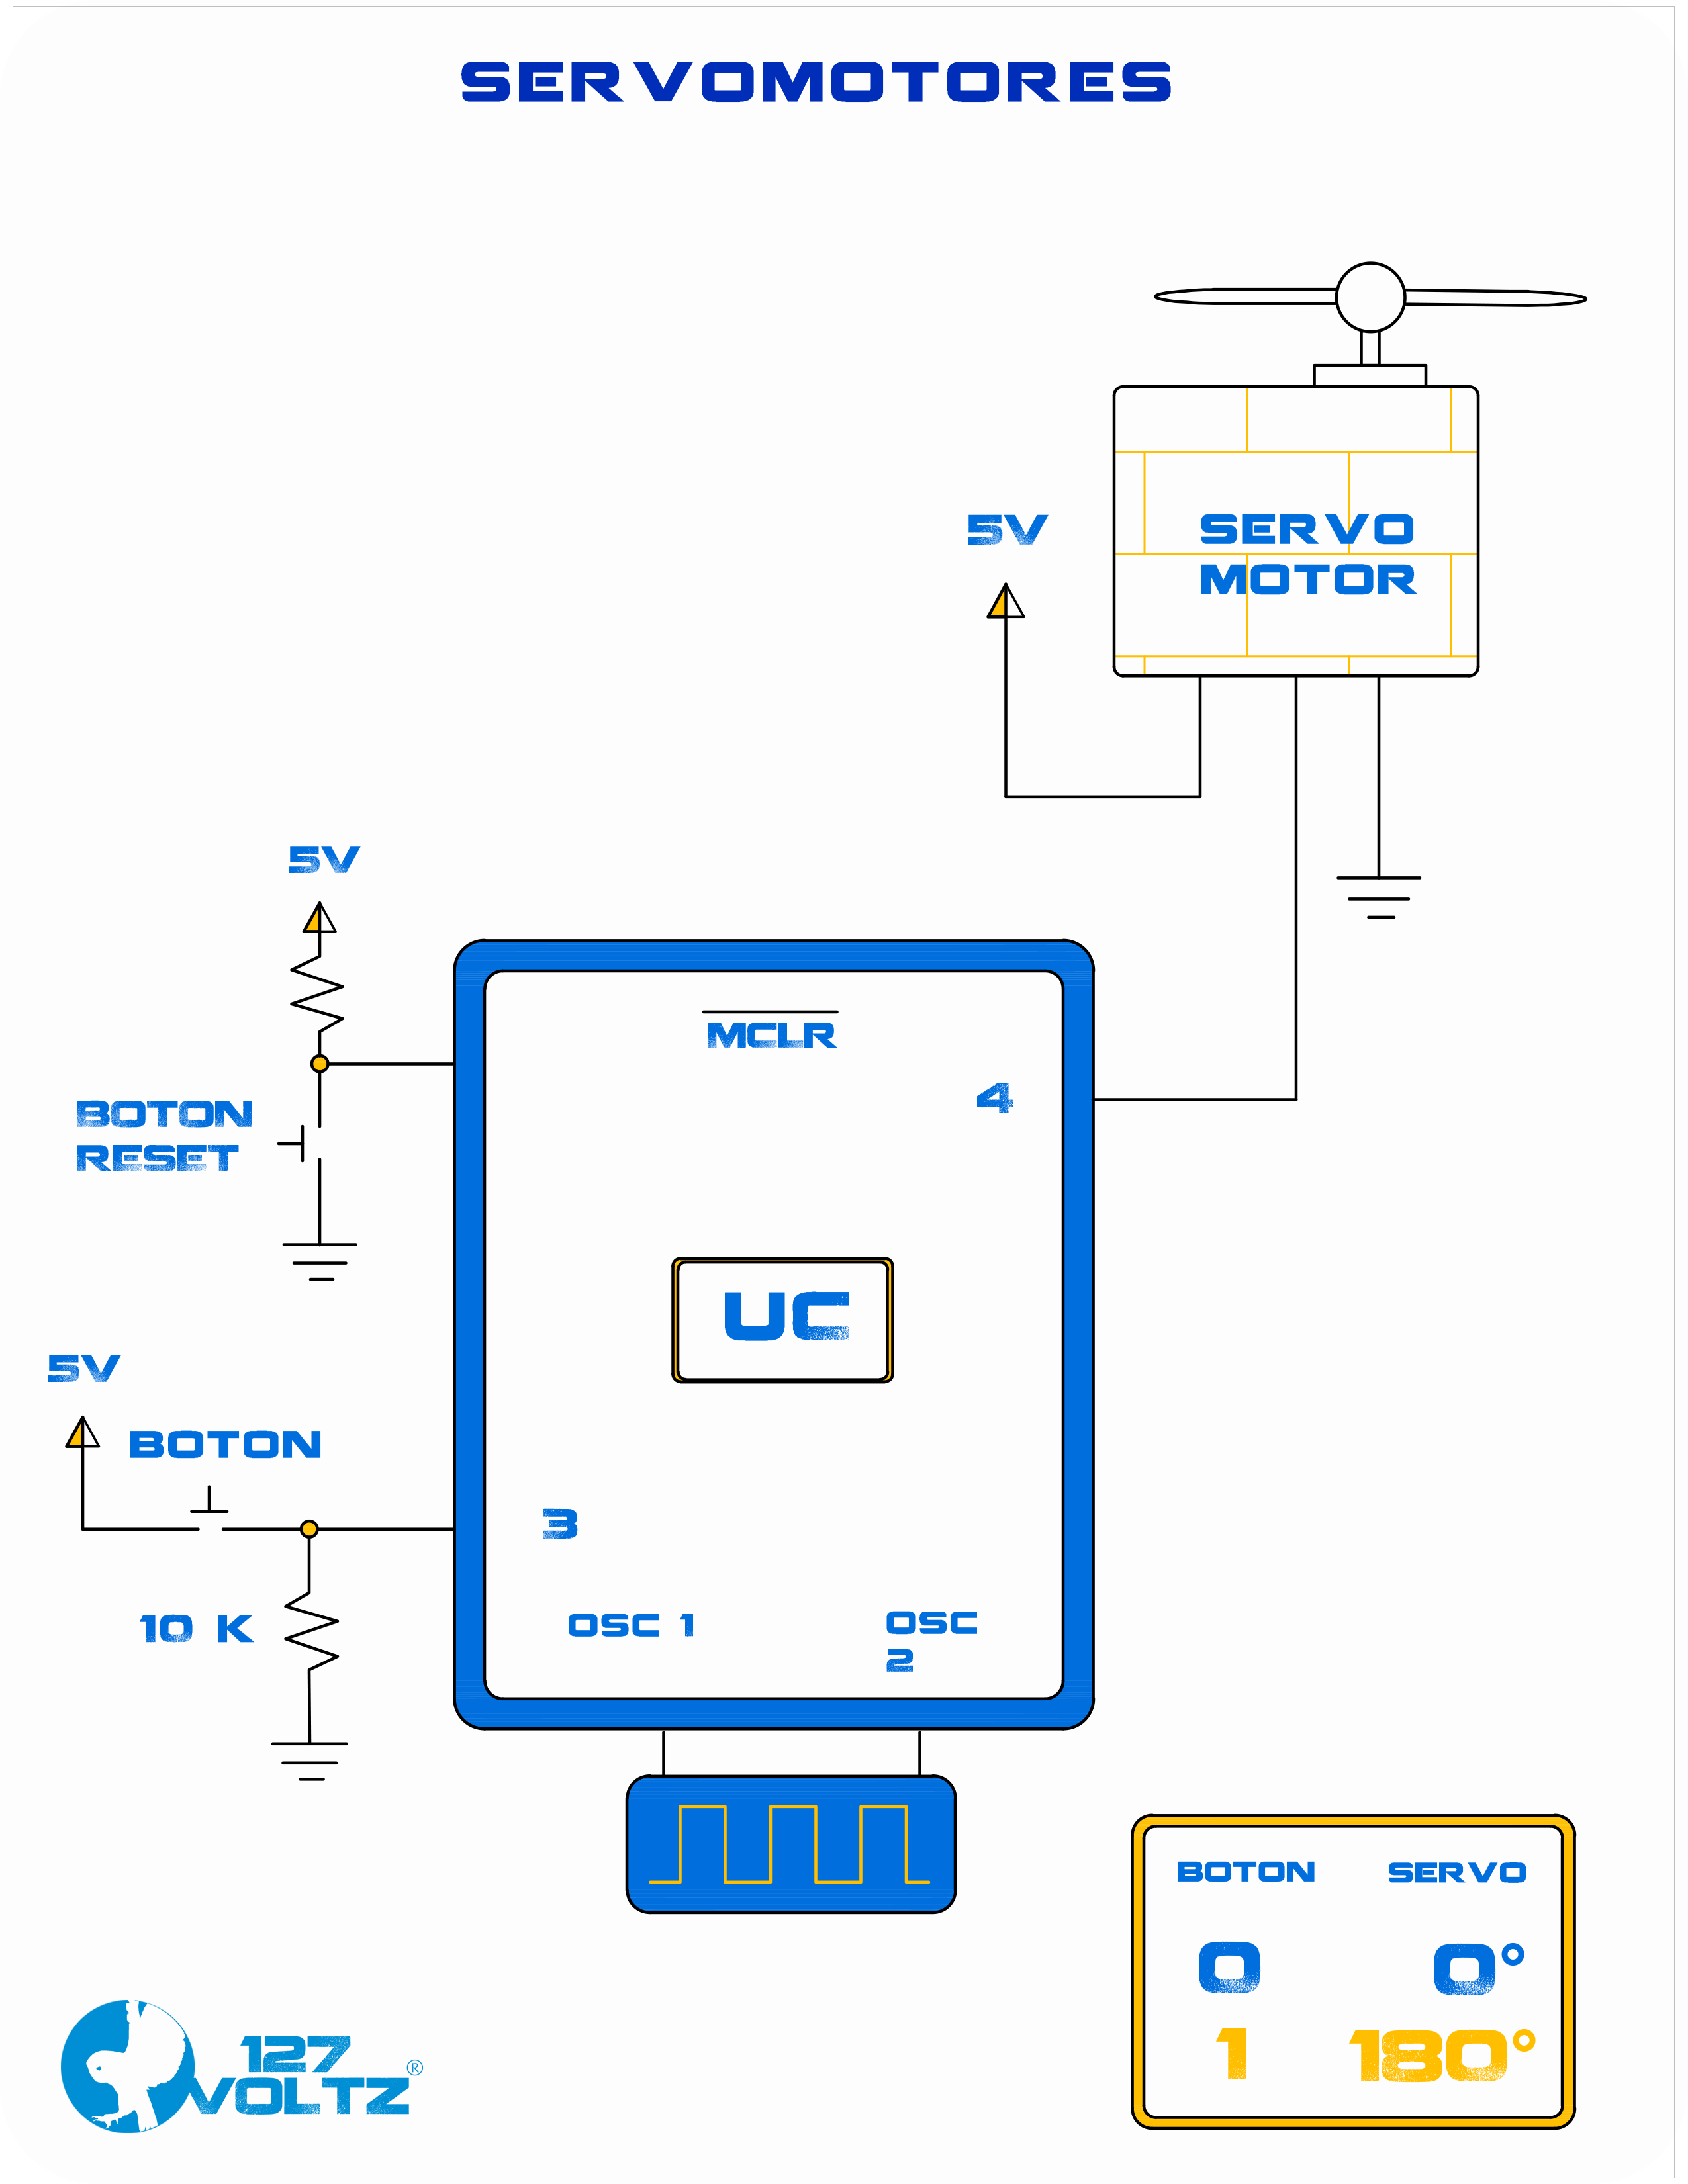 SERVOMOTORES
5V
SERVO
MOTOR
5V
MCLR
4
BOTON
RESET
UC
5V
BOTON
3
10 K
OSC 1
OSC
2
BOTON SERVO
0 0°
1 180°
127
VOLTZ®